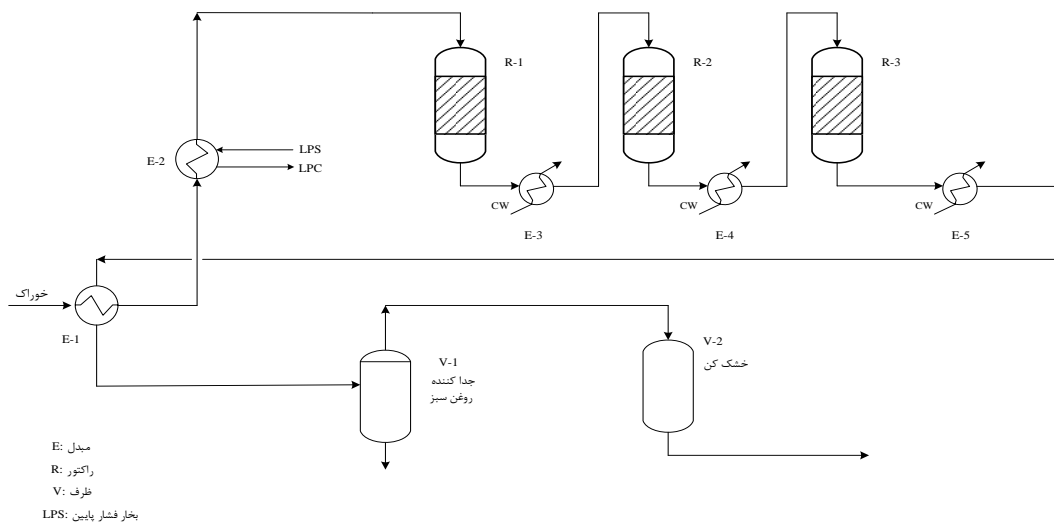 R-1
R-2
R-3
E-2
LPS
LPC
CW
CW
CW
E-3
E-4
E-5
خوراک
E-1
V-1
جدا کننده
روغن سبز
V-2
خشک کن
E: مبدل
R: راکتور
V: ظرف
LPS: بخار فشار پایین